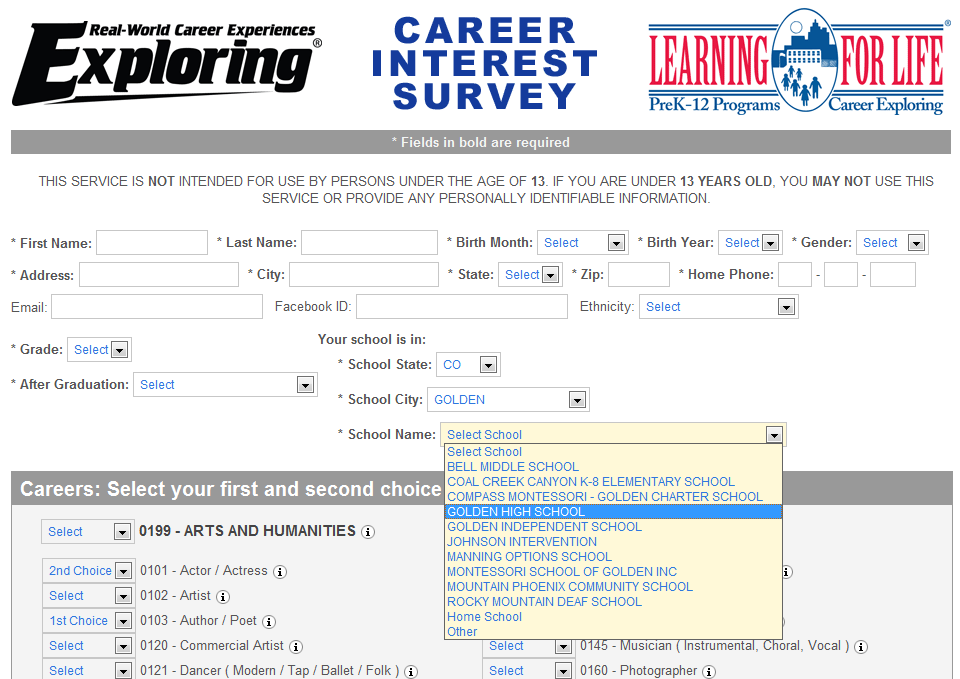 Real-World Career Experiences
Exploring®
CAREER
INTEREST
SURVEY
LEARNING FOR LIFE®
PreK-12 Programs Career Exploring
* Fields in bold are required
THIS SERVICE IS NOT INTENDED FOR USE BY PERSONS UNDER THE AGE OF 13. IF YOU ARE UNDER 13 YEARS OLD, YOU MAY NOT USE THIS
SERVICE OR PROVIDE ANY PERSONALLY IDENTIFIABLE INFORMATION.
* First Name: * Last Name: * Birth Month: Select * Birth Year: Select * Gender: Select
* Address: * City: * State: Select * Zip: * Home Phone: - -
Email: Facebook ID: Ethnicity: Select
Your school is in:
* Grade: Select
* School State: CO
* After Graduation: Select
* School City: GOLDEN
* School Name: Select School
Select School
BELL MIDDLE SCHOOL
COAL CREEK CANYON K-8 ELEMENTARY SCHOOL
COMPASS MONTESSORI - GOLDEN CHARTER SCHOOL
GOLDEN HIGH SCHOOL
GOLDEN INDEPENDENT SCHOOL
JOHNSON INTERVENTION
MANNING OPTIONS SCHOOL
MONTESSORI SCHOOL OF GOLDEN INC
MOUNTAIN PHOENIX COMMUNITY SCHOOL
ROCKY MOUNTAIN DEAF SCHOOL
Home School
Other
Careers: Select your first and second choice
Select 0199 - ARTS AND HUMANITIES i
2nd Choice 0101 - Actor / Actress i
i
Select 0102 - Artist i
1st Choice 0103 - Author / Poet i
Select 0120 - Commercial Artist i
Select 0145 - Musician ( Instrumental, Choral, Vocal ) i
Select 0121 - Dancer ( Modern / Tap / Ballet / Folk ) i
Select 0160 - Photographer i